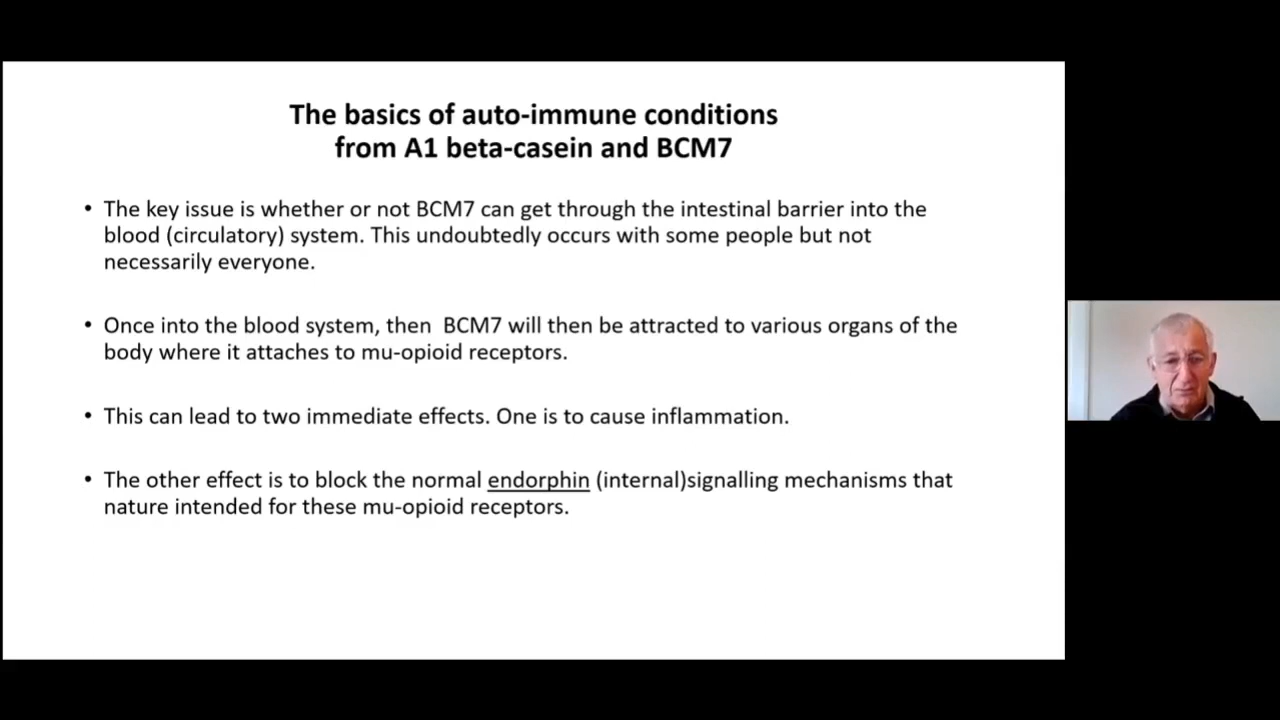 The basics of auto-immune conditions
from A1 beta-casein and BCM7
• The key issue is whether or not BCM7 can get through the intestinal barrier into the
blood (circulatory) system. This undoubtedly occurs with some people but not
necessarily everyone.
• Once into the blood system, then  BCM7 will then be attracted to various organs of the
body where it attaches to mu-opioid receptors.
• This can lead to two immediate effects. One is to cause inflammation.
• The other effect is to block the normal endorphin (internal)signalling mechanisms that
nature intended for these mu-opioid receptors.